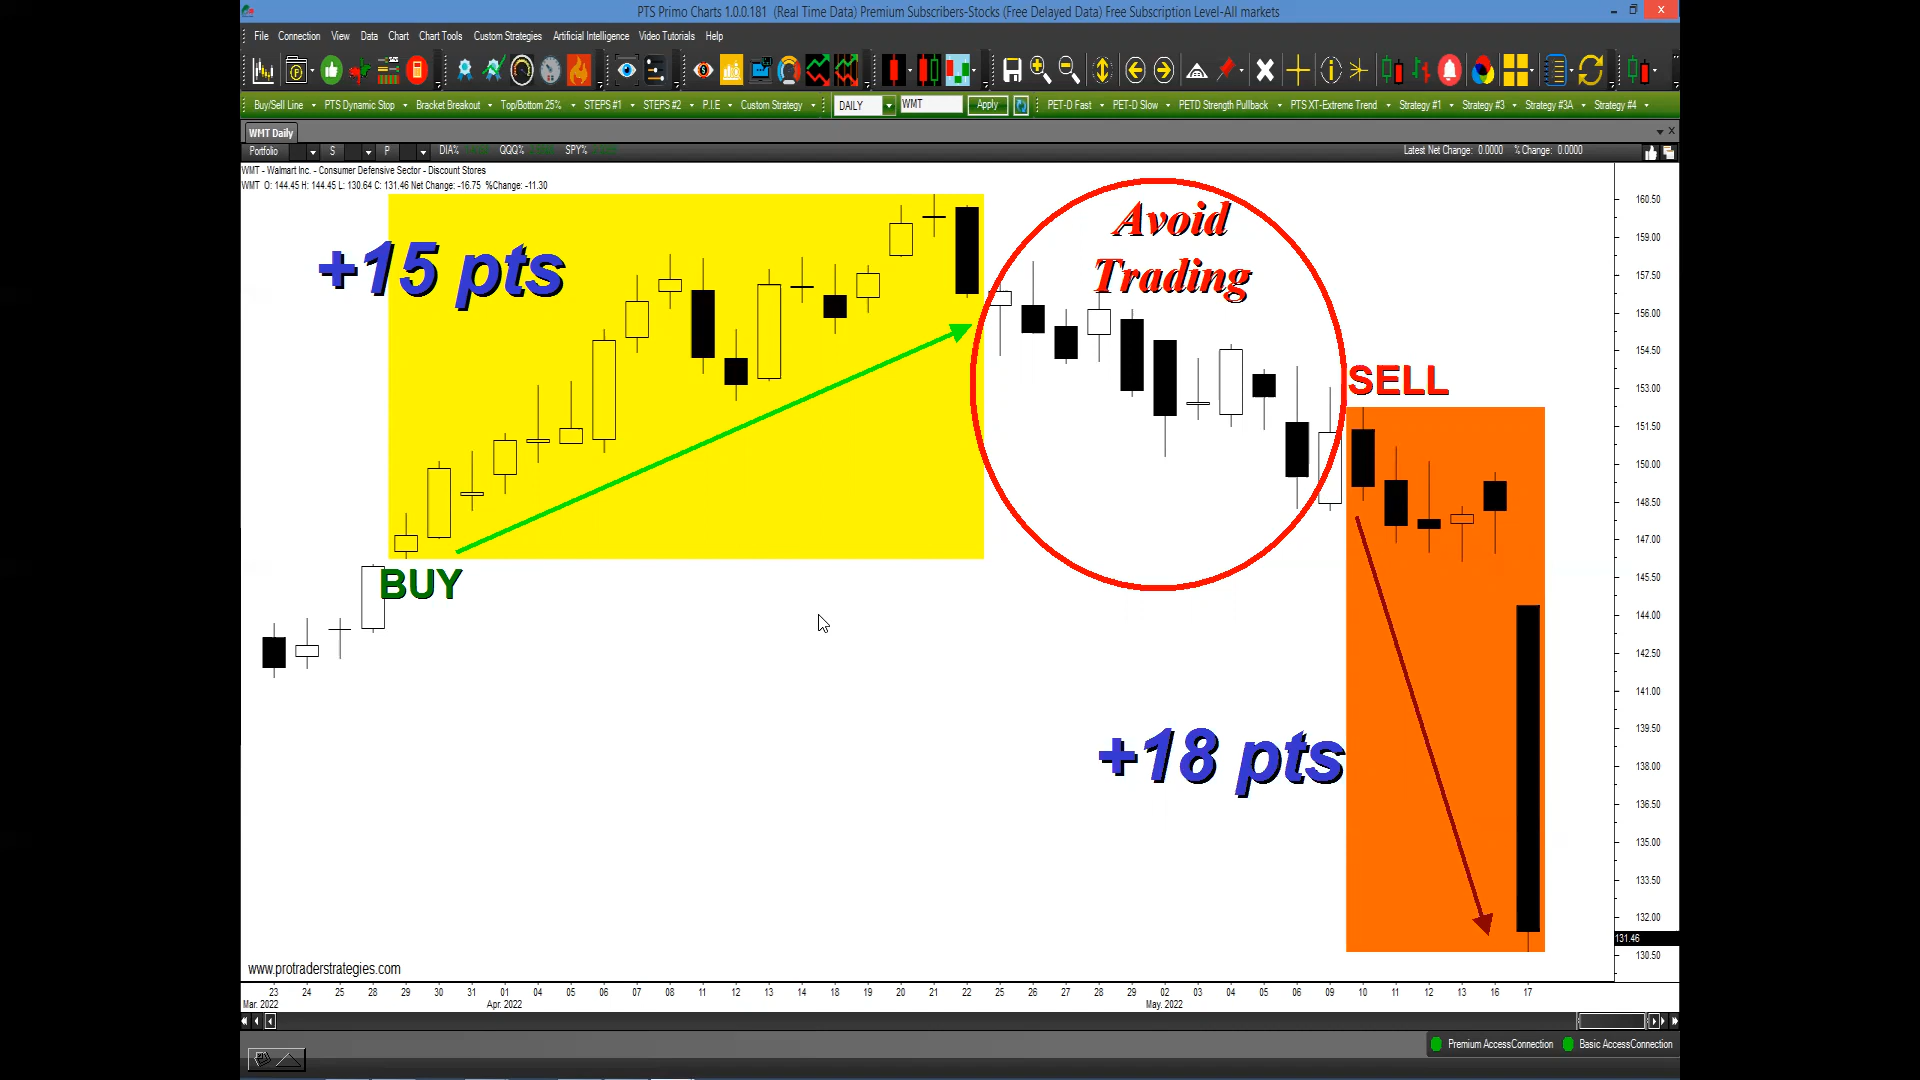 PTS Primo Charts 1.0.0.181 (Real Time Data) Premium Subscribers-Stocks (Free Delayed Data) Free Subscription Level-All markets
File Connection View Data Chart Chart Tools Custom Strategies Artificial Intelligence Video Tutorials Help
Buy/Sell Line PTS Dynamic Stop Bracket Breakout Top/Bottom 25% STEPS #1 STEPS #2 P.I.E Custom Strategy DAILY WMT Apply PET-D Fast PET-D Slow PETD Strength Pullback PTS XT-Extreme Trend Strategy #1 Strategy #3 Strategy #3A Strategy #4
WMT Daily
Portfolio S P DIA% QQQ% SPY% Latest Net Change: 0.0000 % Change: 0.0000
WMT - Walmart Inc. - Consumer Defensive Sector - Discount Stores
WMT O: 144.45 H: 144.45 L: 130.64 C: 131.46 Net Change: -16.75 %Change: -11.30
+15 pts
Avoid
Trading
SELL
BUY
+18 pts
160.50
159.00
157.50
156.00
154.50
153.00
151.50
150.00
148.50
147.00
145.50
144.00
142.50
141.00
139.50
138.00
136.50
135.00
133.50
132.00
131.46
130.50
www.protraderstrategies.com
23 24 25 28 29 30 31 01 04 05 06 07 08 11 12 13 14 18 19 20 21 22 25 26 27 28 29 02 03 04 05 06 09 10 11 12 13 16 17
Mar. 2022 Apr. 2022 May. 2022
Premium AccessConnection Basic AccessConnection